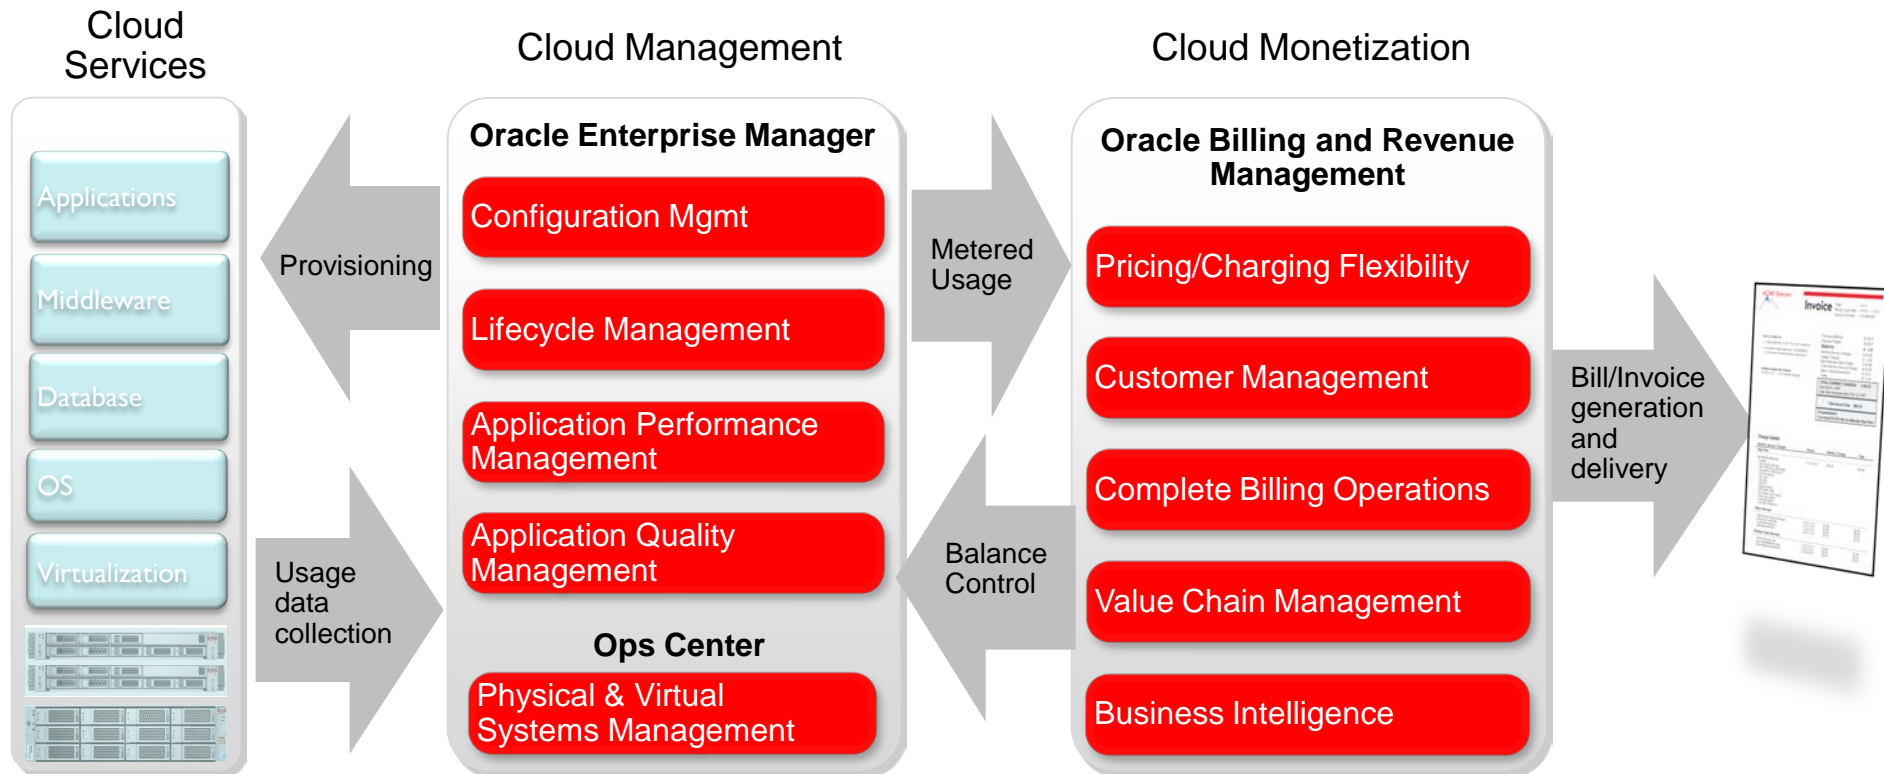 Cloud
Services
Cloud Management
Cloud Monetization
Applications
Middleware
Database
OS
Virtualization
Provisioning
Usage
data
collection
Oracle Enterprise Manager
Configuration Mgmt
Lifecycle Management
Application Performance
Management
Application Quality
Management
Ops Center
Physical & Virtual
Systems Management
Metered
Usage
Balance
Control
Oracle Billing and Revenue
Management
Pricing/Charging Flexibility
Customer Management
Complete Billing Operations
Value Chain Management
Business Intelligence
Bill/Invoice
generation
and
delivery
Invoice